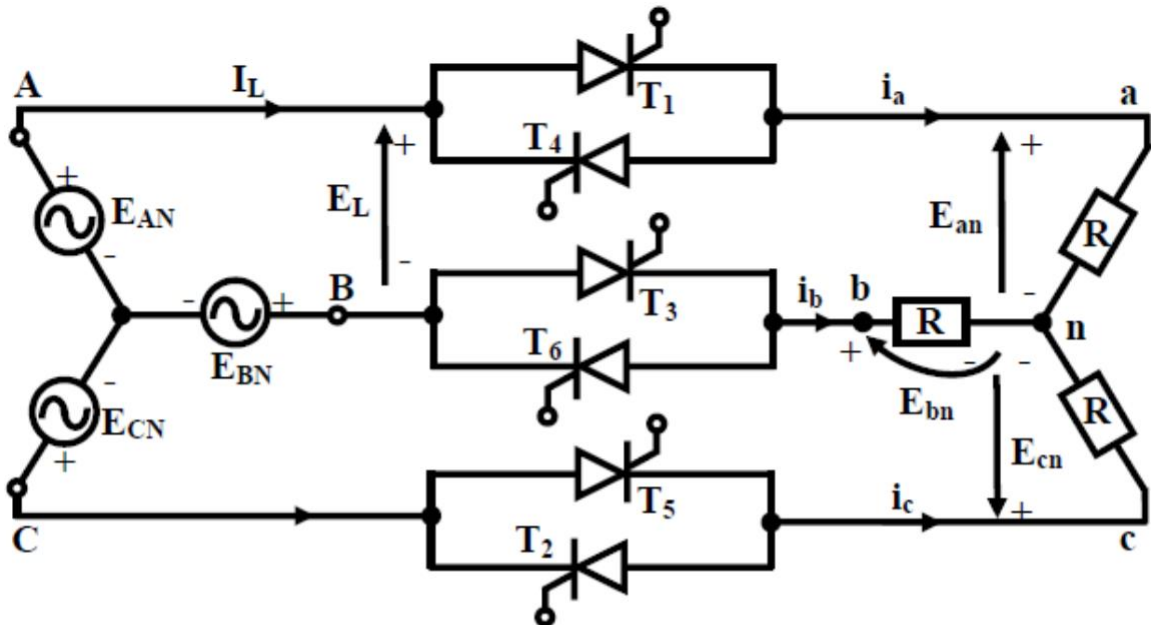 A
I_L
T_1
i_a
a
T_4
+
+
+
E_AN
E_L
E_an
R
-
-
B
-
+
T_3
i_b
b
-
R
n
T_6
+
-
-
E_BN
E_bn
-
E_CN
R
+
E_cn
T_5
i_c
+
C
T_2
c